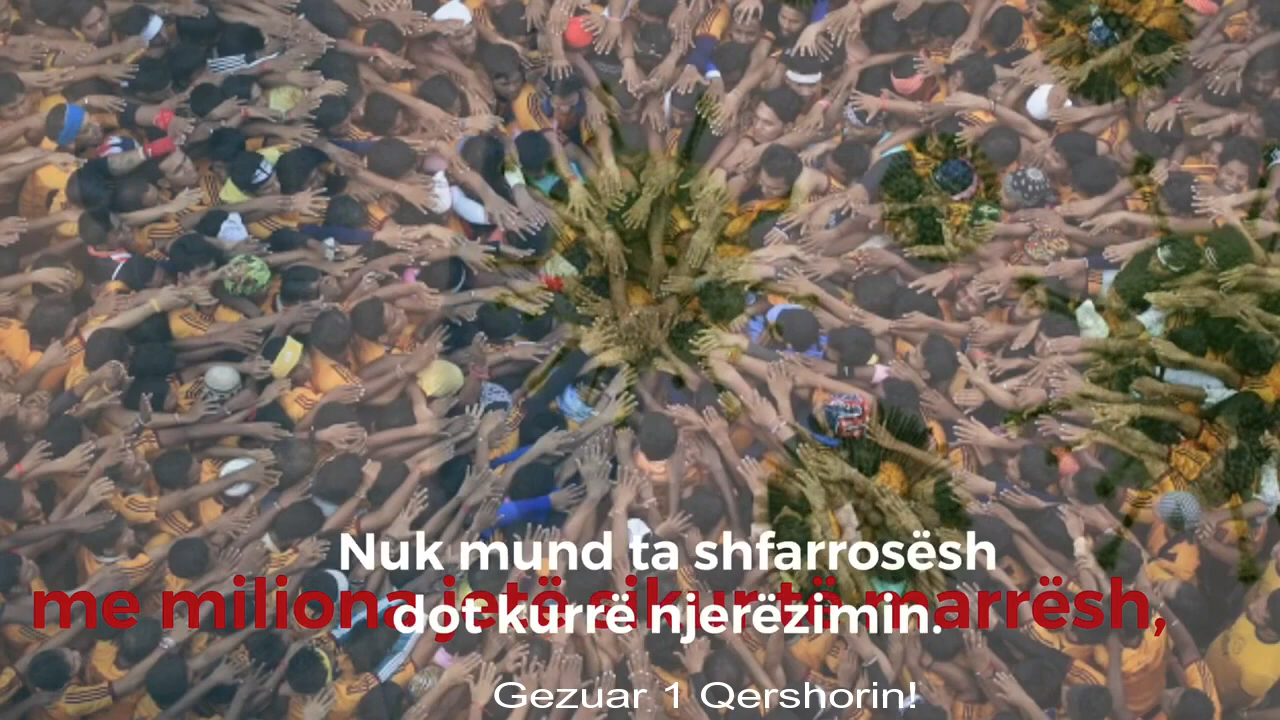 Nuk mund ta shfarrosësh
me miliona jetë sikur të marrësh,
dot kurrë njerëzimin.
Gezuar 1 Qershorin!